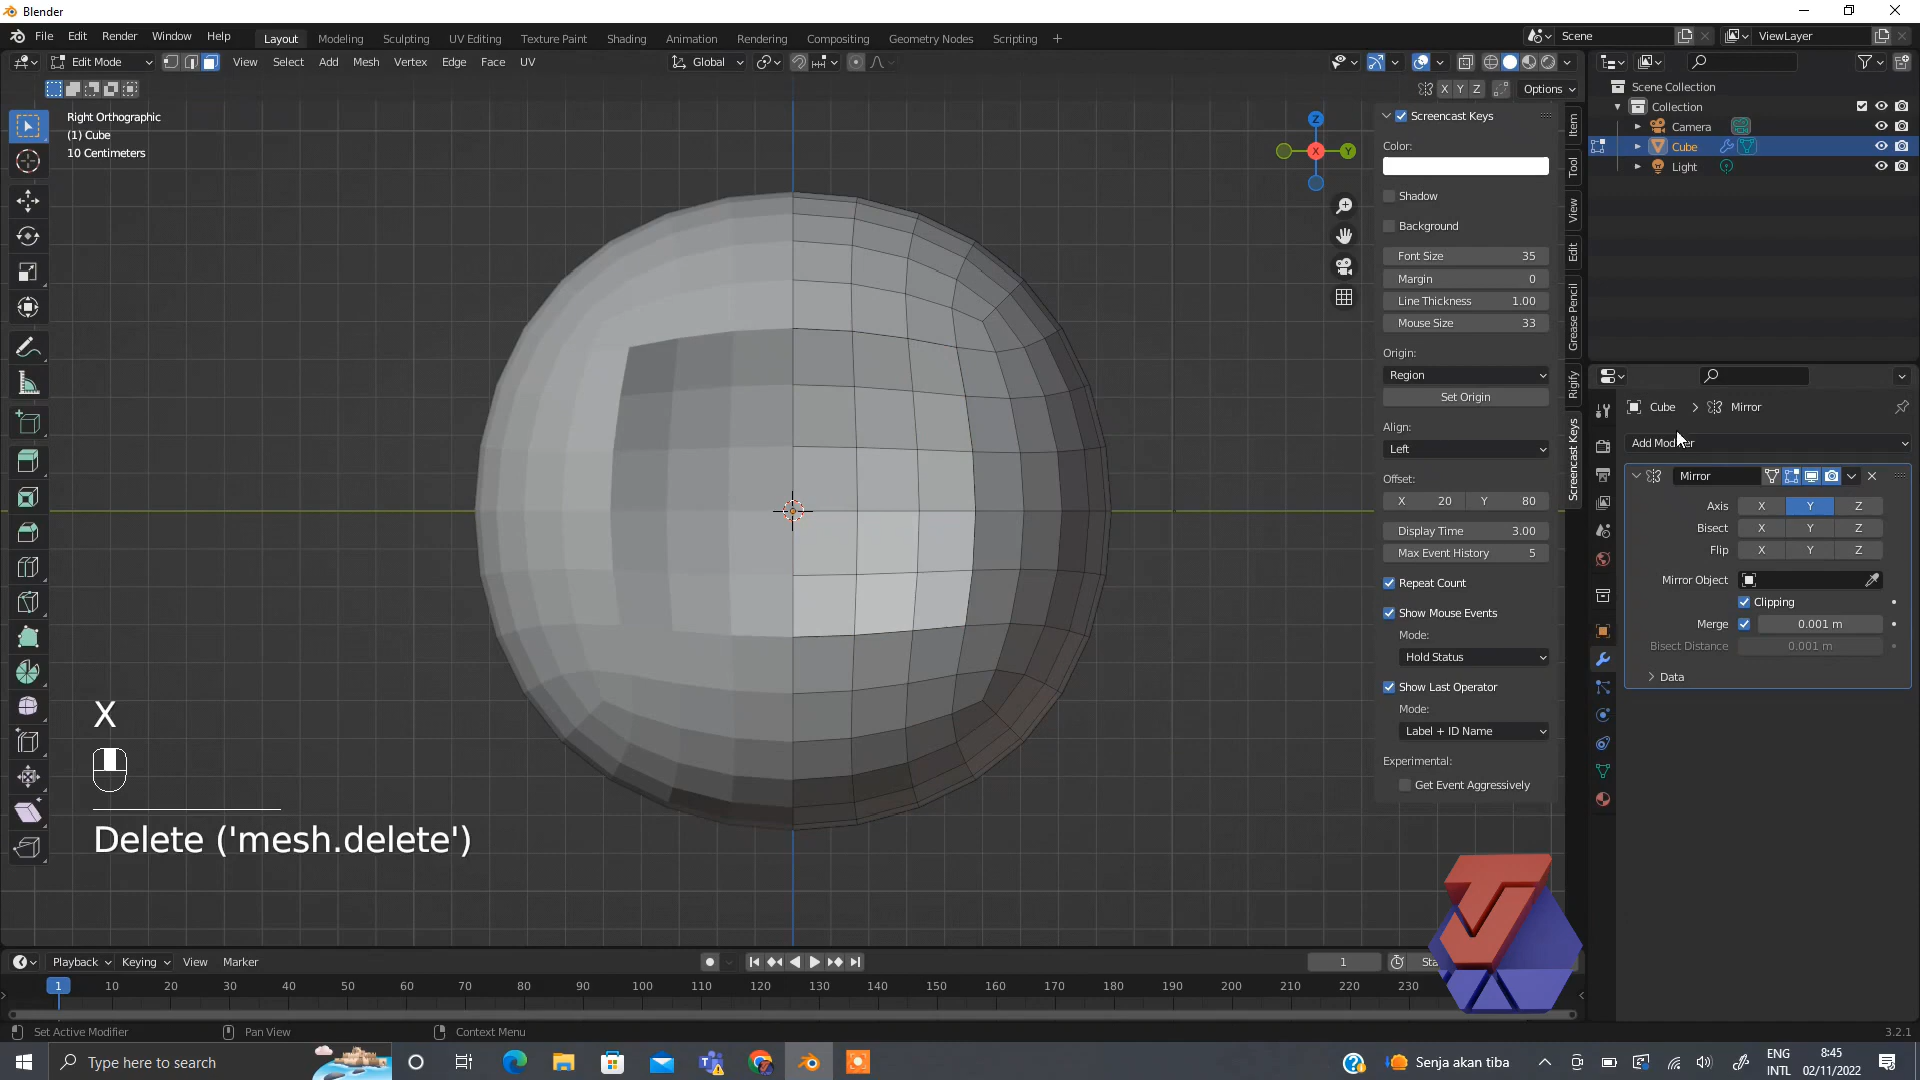 Blender
File Edit Render Window Help Layout Modeling Sculpting UV Editing Texture Paint Shading Animation Rendering Compositing Geometry Nodes Scripting Scene ViewLayer
Edit Mode View Select Add Mesh Vertex Edge Face UV Global
X Y Z Options
Right Orthographic
(1) Cube
10 Centimeters
Z
X
Y
Screencast Keys
Color:
Shadow
Background
Font Size 35
Margin 0
Line Thickness 1.00
Mouse Size 33
Origin:
Region
Set Origin
Align:
Left
Offset:
X 20 Y 80
Display Time 3.00
Max Event History 5
Repeat Count
Show Mouse Events
Mode:
Hold Status
Show Last Operator
Mode:
Label + ID Name
Experimental:
Get Event Aggressively
Item
Tool
View
Edit
Grease Pencil
Rigify
Screencast Keys
Scene Collection
Collection
Camera
Cube
Light
Cube Mirror
Mirror
Axis X Y Z
Bisect X Y Z
Flip X Y Z
Mirror Object
Clipping
Merge 0.001 m
Bisect Distance 0.001 m
Data
X
Delete ('mesh.delete')
Playback Keying View Marker 1
1 10 20 30 40 50 60 70 80 90 100 110 120 130 140 150 160 170 180 190 200 210 220 230
Set Active Modifier Pan View Context Menu 3.2.1
Type here to search
Senja akan tiba
ENG
INTL
8:45
02/11/2022